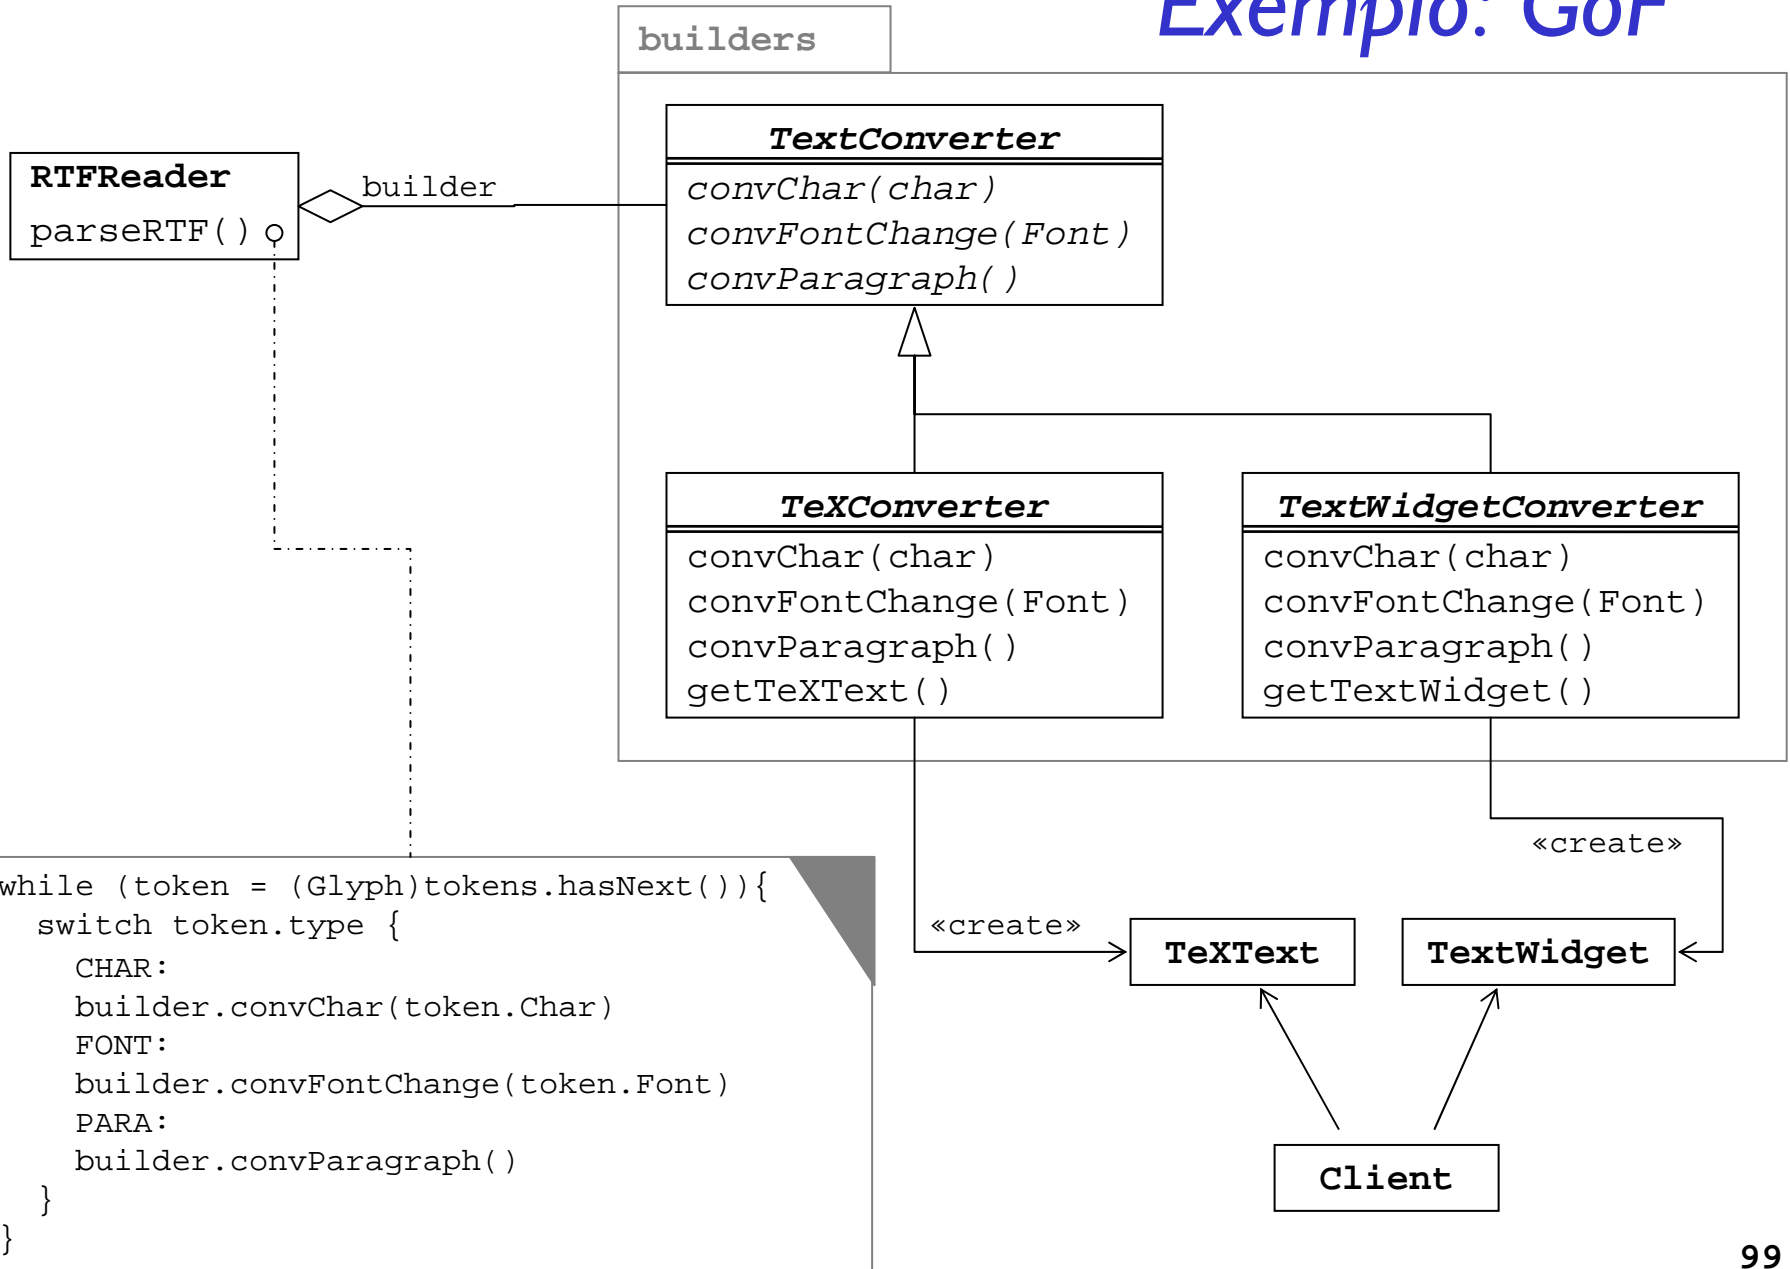 Exemplo: GoF
builders
TextConverter
convChar(char)
convFontChange(Font)
convParagraph()
RTFReader
parseRTF()
builder
TeXConverter
convChar(char)
convFontChange(Font)
convParagraph()
getTeXText()
TextWidgetConverter
convChar(char)
convFontChange(Font)
convParagraph()
getTextWidget()
«create»
«create»
TeXText
TextWidget
Client
while (token = (Glyph)tokens.hasNext()){
switch token.type {
CHAR:
builder.convChar(token.Char)
FONT:
builder.convFontChange(token.Font)
PARA:
builder.convParagraph()
}
}
99